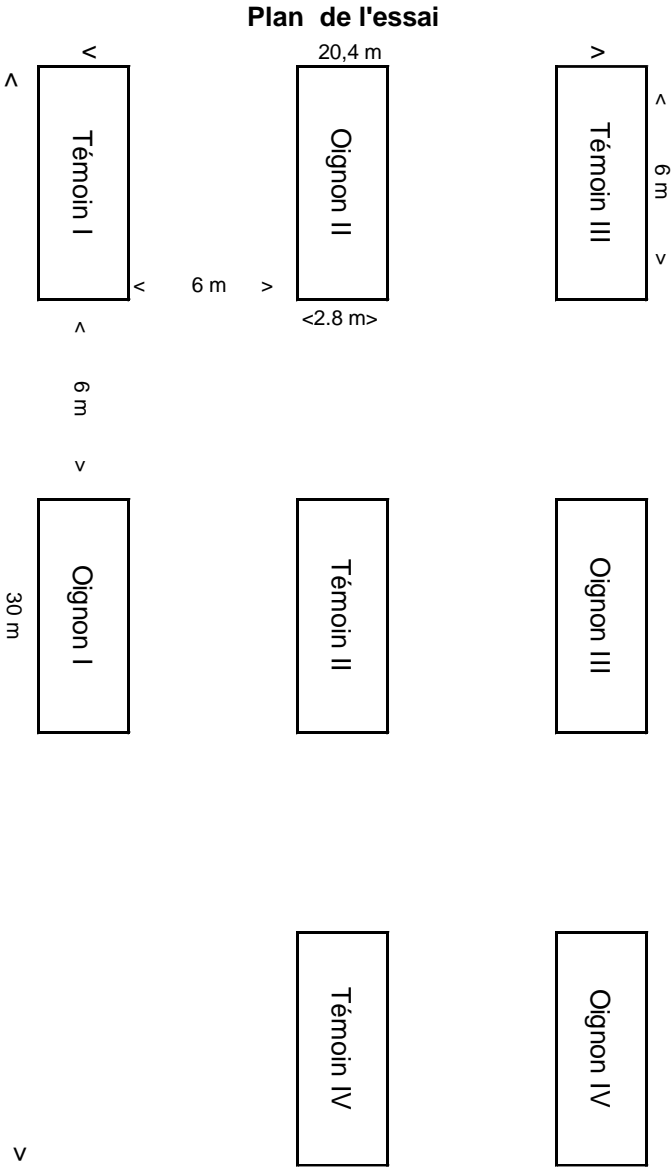 Plan de l'essai
< 20,4 m >
<
Témoin I
Oignon II
Témoin III
< 6 m >
< 6 m >
<2.8 m>
< 6 m >
Oignon I
Témoin II
Oignon III
30 m
Témoin IV
Oignon IV
>